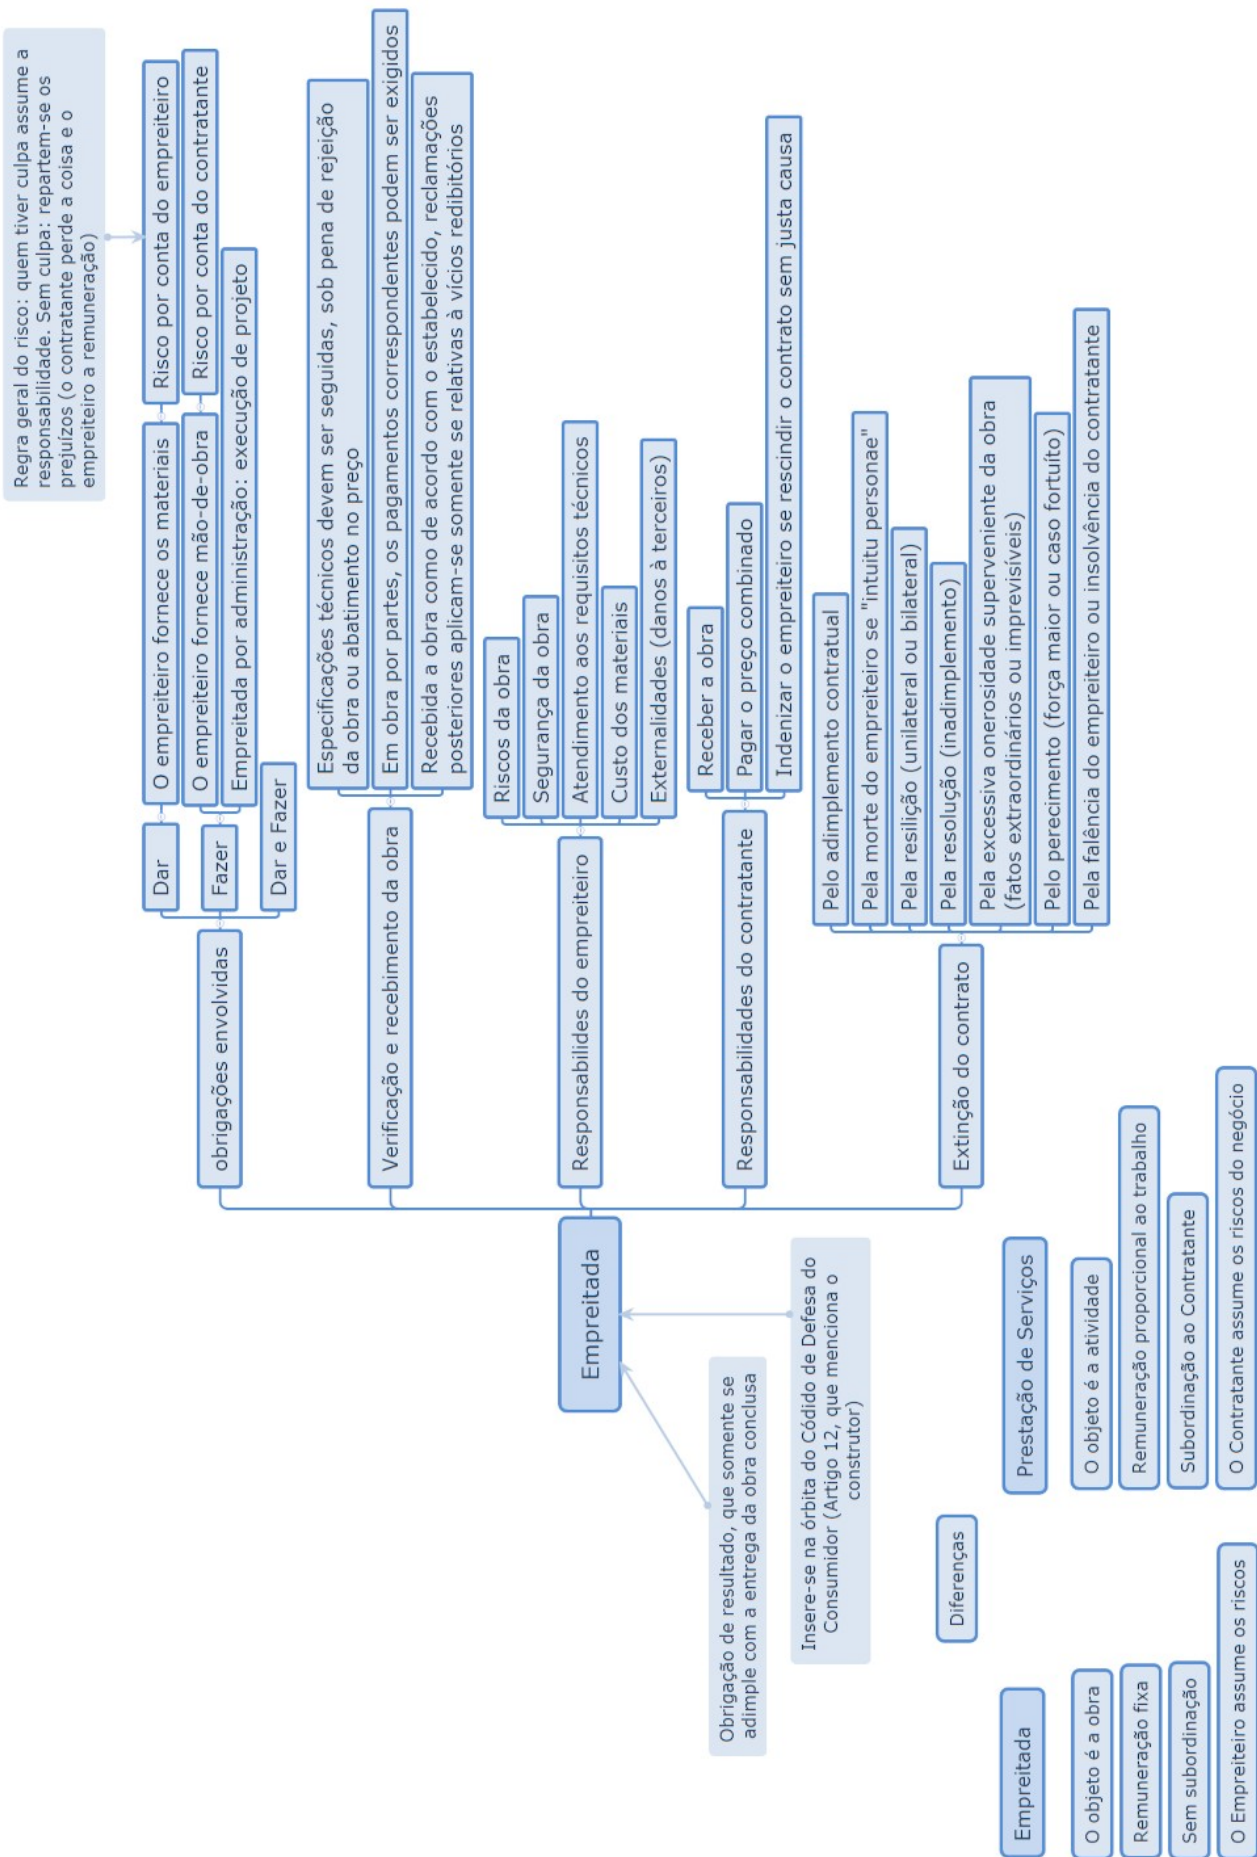 Regra geral do risco: quem tiver culpa assume a
responsabilidade. Sem culpa: repartem-se os
prejuízos (o contratante perde a coisa e o
empreiteiro a remuneração)
Empreitada
Obrigação de resultado, que somente se
adimple com a entrega da obra conclusa
Insere-se na órbita do Códido de Defesa do
Consumidor (Artigo 12, que menciona o
construtor)
obrigações envolvidas
Dar
O empreiteiro fornece os materiais
Risco por conta do empreiteiro
Fazer
O empreiteiro fornece mão-de-obra
Risco por conta do contratante
Empreitada por administração: execução de projeto
Dar e Fazer
Verificação e recebimento da obra
Especificações técnicos devem ser seguidas, sob pena de rejeição
da obra ou abatimento no preço
Em obra por partes, os pagamentos correspondentes podem ser exigidos
Recebida a obra como de acordo com o estabelecido, reclamações
posteriores aplicam-se somente se relativas à vícios redibitórios
Responsabilides do empreiteiro
Riscos da obra
Segurança da obra
Atendimento aos requisitos técnicos
Custo dos materiais
Externalidades (danos à terceiros)
Responsabilidades do contratante
Receber a obra
Pagar o preço combinado
Indenizar o empreiteiro se rescindir o contrato sem justa causa
Extinção do contrato
Pelo adimplemento contratual
Pela morte do empreiteiro se "intuitu personae"
Pela resilição (unilateral ou bilateral)
Pela resolução (inadimplemento)
Pela excessiva onerosidade superveniente da obra
(fatos extraordinários ou imprevisíveis)
Pelo perecimento (força maior ou caso fortuíto)
Pela falência do empreiteiro ou insolvência do contratante
Diferenças
Empreitada
O objeto é a obra
Remuneração fixa
Sem subordinação
O Empreiteiro assume os riscos
Prestação de Serviços
O objeto é a atividade
Remuneração proporcional ao trabalho
Subordinação ao Contratante
O Contratante assume os riscos do negócio